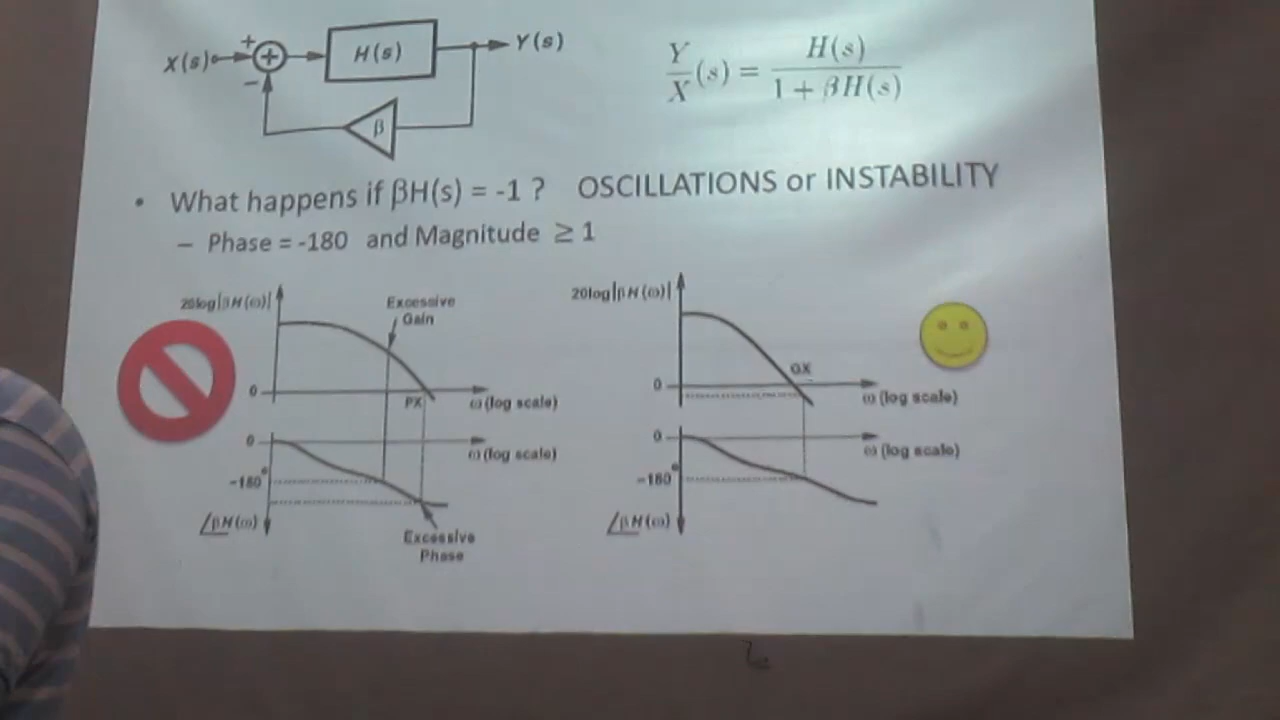 X(s)
+
+
−
H(s)
Y(s)
β
Y/X (s) = H(s) / 1 + βH(s)
• What happens if βH(s) = -1 ? OSCILLATIONS or INSTABILITY
– Phase = -180 and Magnitude ≥ 1
20log|βH(ω)|
Excessive
Gain
0
PX
ω (log scale)
0
ω (log scale)
-180°
∠βH(ω)
Excessive
Phase
20log|βH(ω)|
GX
0
ω (log scale)
0
ω (log scale)
-180°
∠βH(ω)